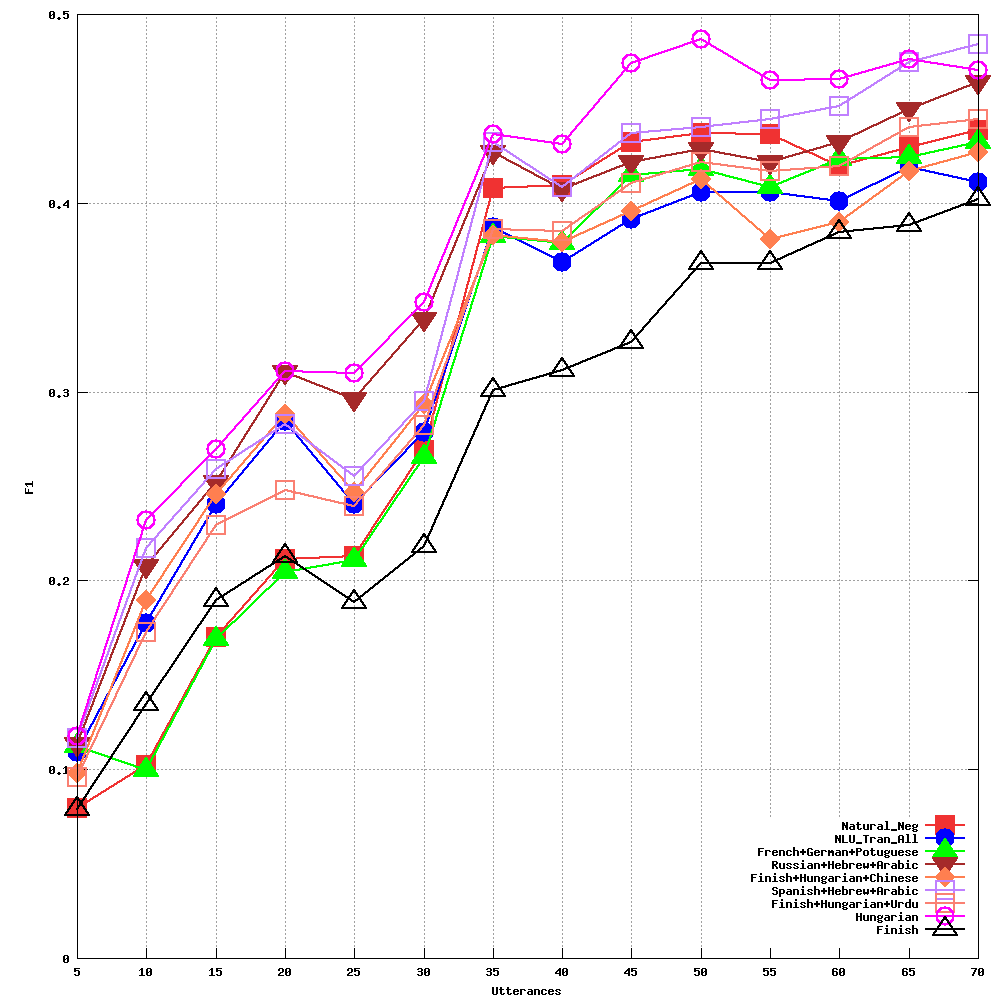 0.5
0.4
0.3
0.2
0.1
0
F1
5 10 15 20 25 30 35 40 45 50 55 60 65 70
Utterances
Natural_Neg
NLU_Tran_All
French+German+Potuguese
Russian+Hebrew+Arabic
Finish+Hungarian+Chinese
Spanish+Hebrew+Arabic
Finish+Hungarian+Urdu
Hungarian
Finish